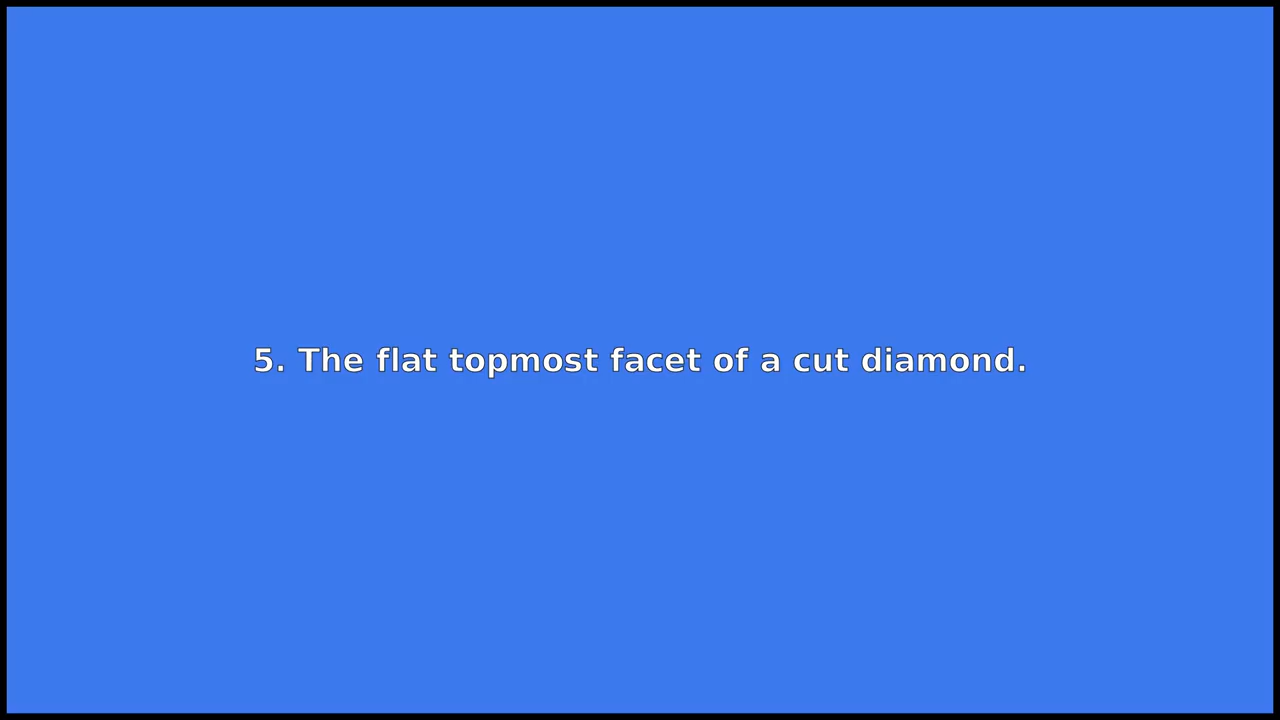 5. The flat topmost facet of a cut diamond.